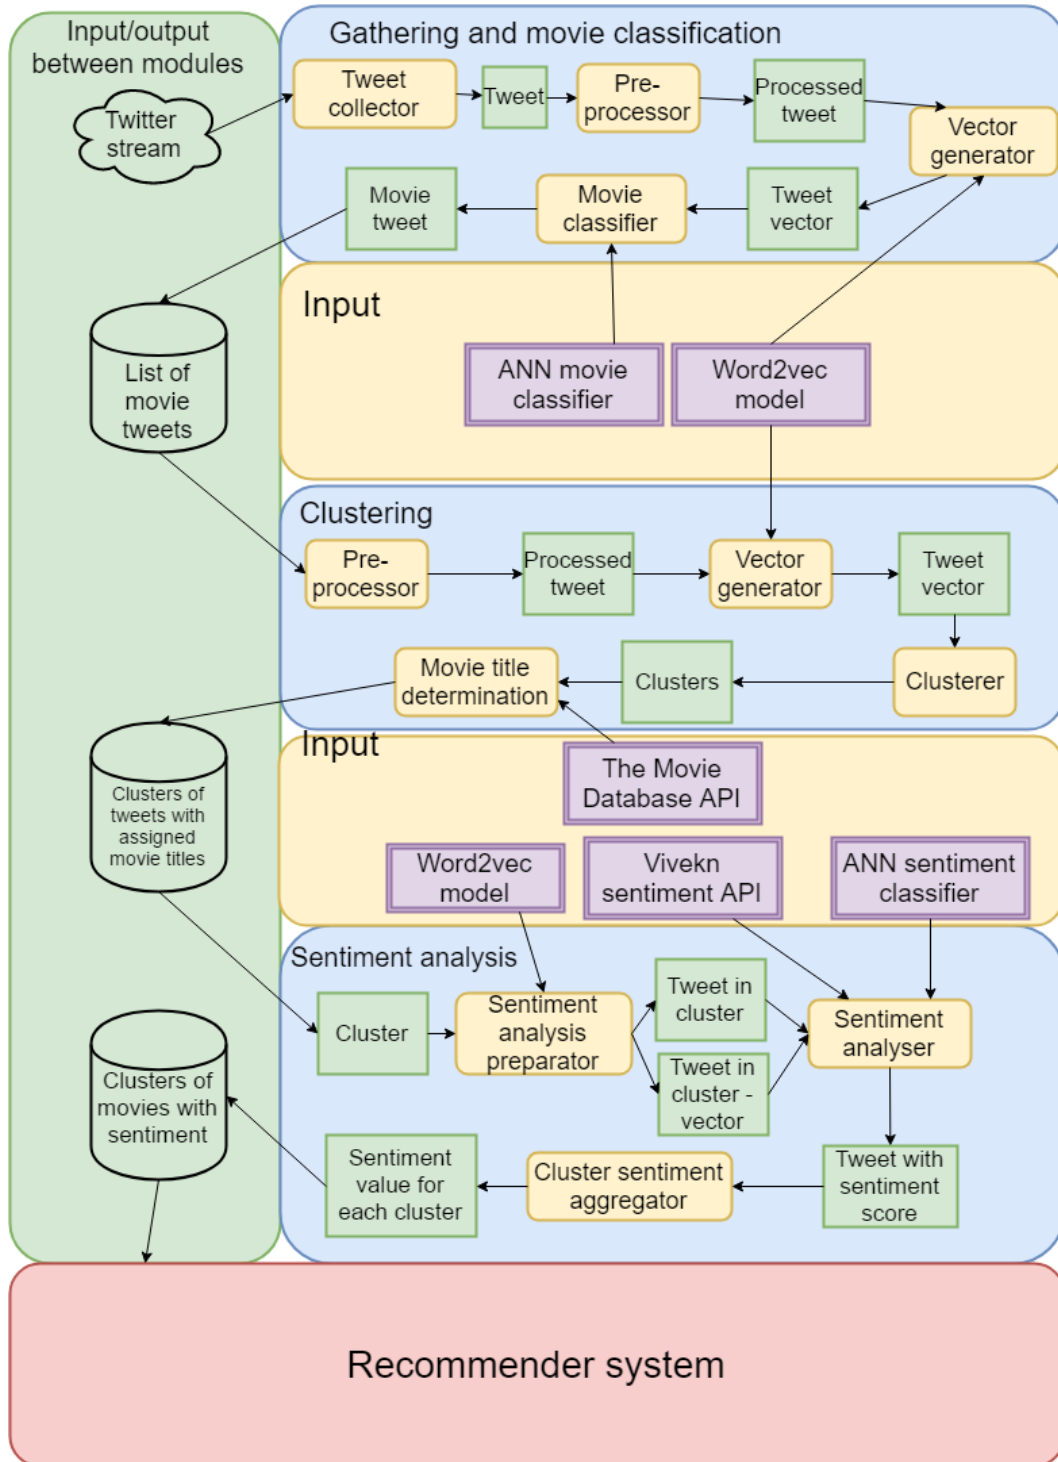 Input/output
between modules
Twitter
stream
Gathering and movie classification
Tweet
collector
Tweet
Pre-
processor
Processed
tweet
Vector
generator
Movie
tweet
Movie
classifier
Tweet
vector
List of
movie
tweets
Input
ANN movie
classifier
Word2vec
model
Clustering
Pre-
processor
Processed
tweet
Vector
generator
Tweet
vector
Movie title
determination
Clusters
Clusterer
Clusters of
tweets with
assigned
movie titles
Input
The Movie
Database API
Word2vec
model
Vivekn
sentiment API
ANN sentiment
classifier
Sentiment analysis
Cluster
Sentiment
analysis
preparator
Tweet in
cluster
Tweet in
cluster -
vector
Sentiment
analyser
Clusters of
movies with
sentiment
Sentiment
value for
each cluster
Cluster sentiment
aggregator
Tweet with
sentiment
score
Recommender system